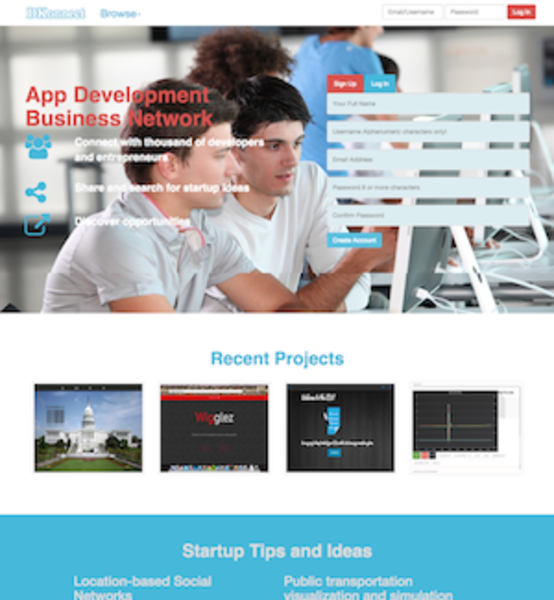 Konnect Browse
Email/Username Password Log In
App Development
Business Network
Connect with thousand of developers
and entrepreneurs
Share and search for startup ideas
Discover opportunities
Sign Up Log In
Your Full Name
Username Alphanumeric characters only!
Email Address
Password 6 or more characters
Confirm Password
Create Account
Recent Projects
Wigglez
Startup Tips and Ideas
Location-based Social
Networks
Public transportation
visualization and simulation